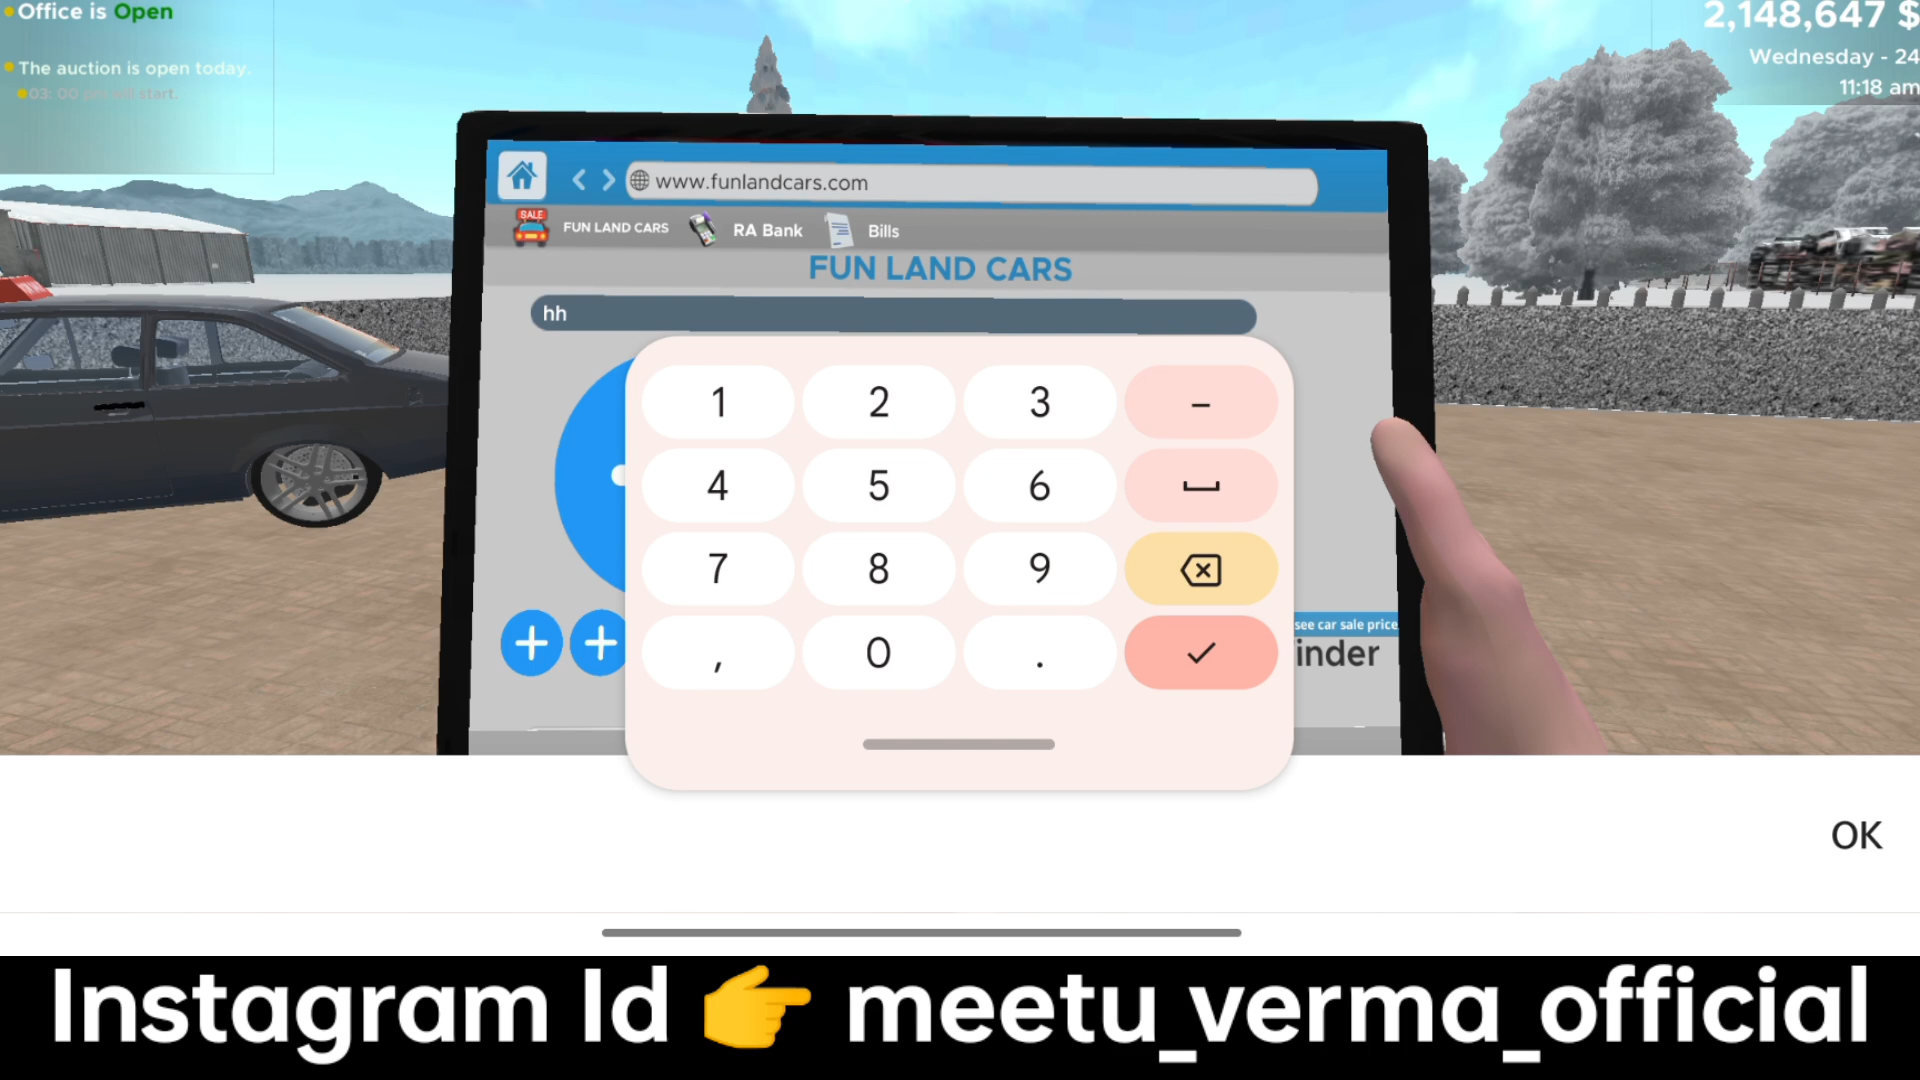 Office is Open
The auction is open today.
2,148,647 $
Wednesday - 24
11:18 am
www.funlandcars.com
SALE
FUN LAND CARS
RA Bank
Bills
FUN LAND CARS
hh
1 2 3 –
4 5 6
7 8 9
, 0 .
see car sale price
inder
OK
Instagram Id 👉 meetu_verma_official